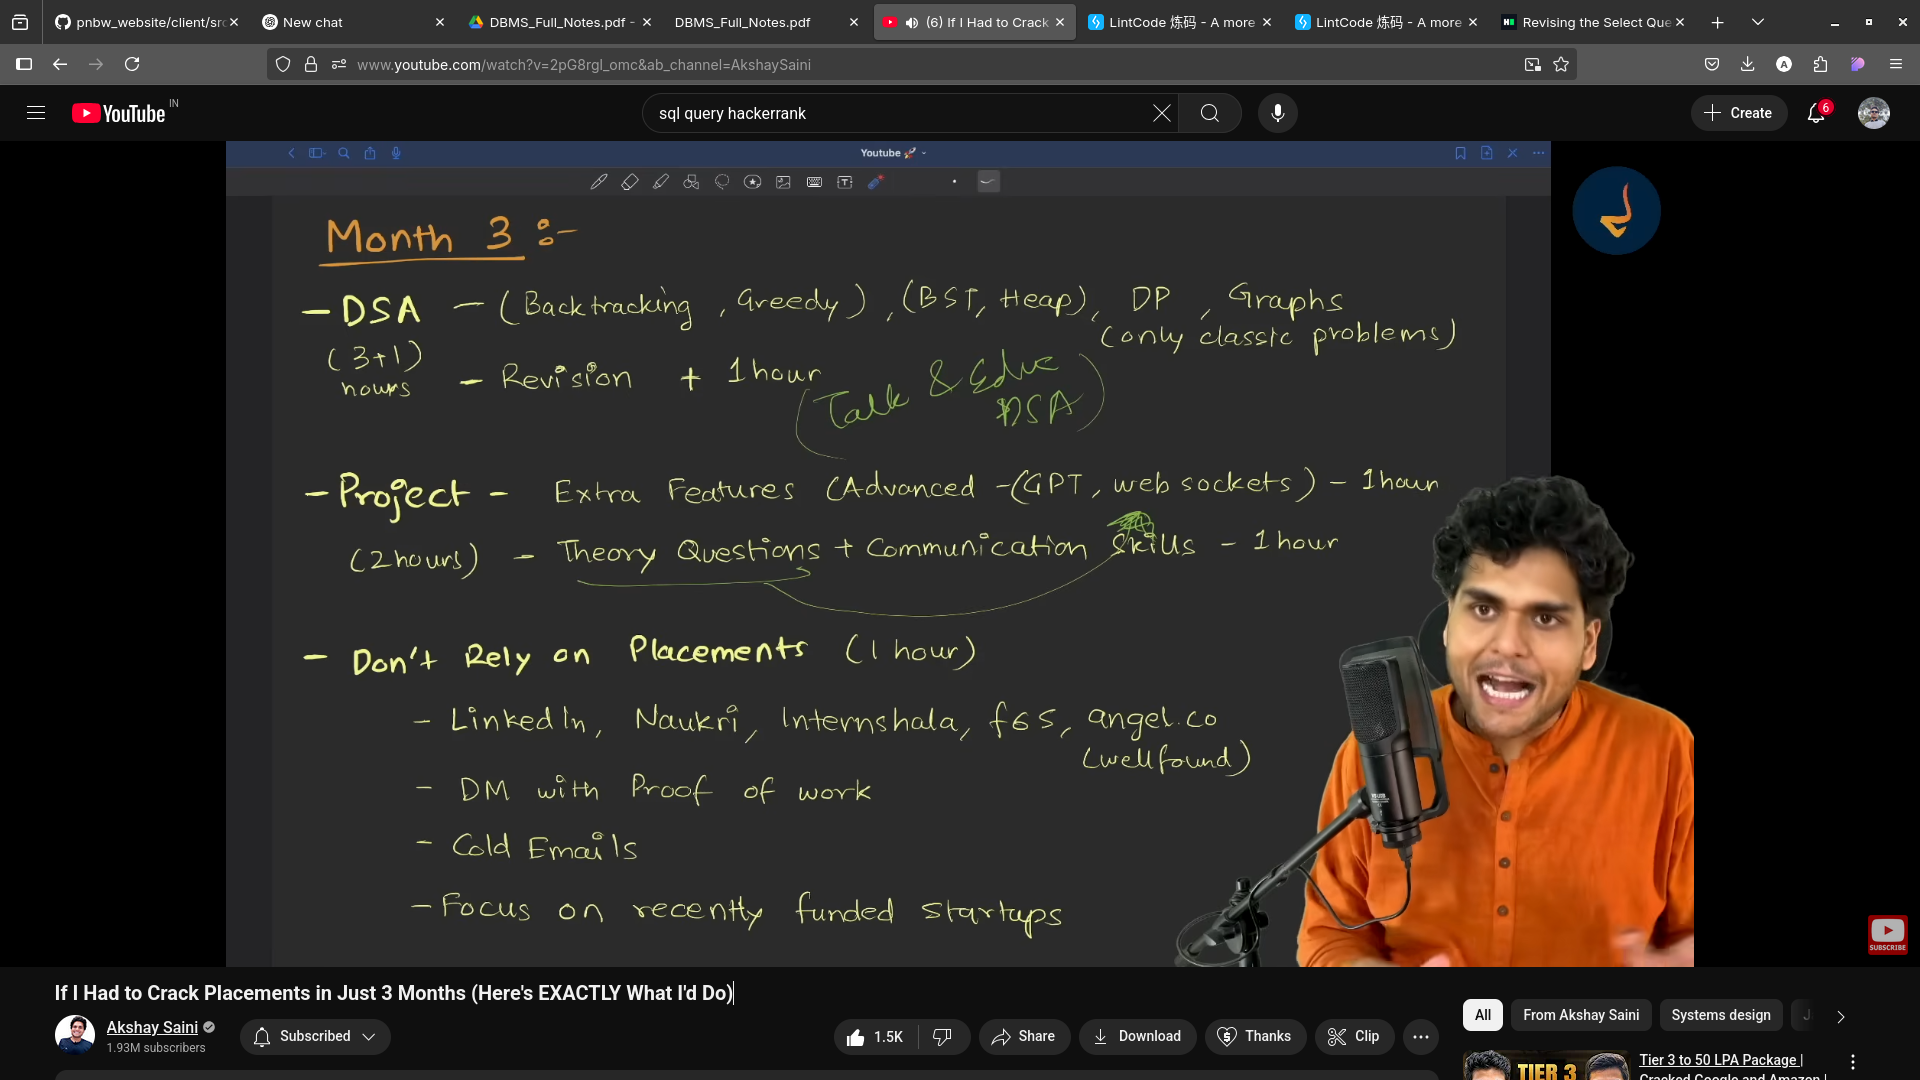 pnbw_website/client/src
New chat
DBMS_Full_Notes.pdf -
DBMS_Full_Notes.pdf
(6) If I Had to Crack
LintCode 炼码 - A more
LintCode 炼码 - A more
Revising the Select Que
www.youtube.com/watch?v=2pG8rgl_omc&ab_channel=AkshaySaini
YouTube IN
sql query hackerrank
Create
6
Youtube 🚀
Month 3 :-
- DSA - (Backtracking, Greedy), (BST, Heap), DP, Graphs
(only classic problems)
(3+1)
hours
- Revision + 1 hour
(Talk & Solve
DSA)
- Project - Extra Features (Advanced - (GPT, web sockets) - 1 hour
(2 hours) - Theory Questions + Communication Skills - 1 hour
- Don't Rely on Placements (1 hour)
- LinkedIn, Naukri, Internshala, f6s, angel.co
(wellfound)
- DM with Proof of work
- Cold Emails
- Focus on recently funded startups
SUBSCRIBE
If I Had to Crack Placements in Just 3 Months (Here's EXACTLY What I'd Do)
Akshay Saini
1.93M subscribers
Subscribed
1.5K
Share
Download
Thanks
Clip
All
From Akshay Saini
Systems design
TIER 3
Tier 3 to 50 LPA Package |
Cracked Google and Amazon |